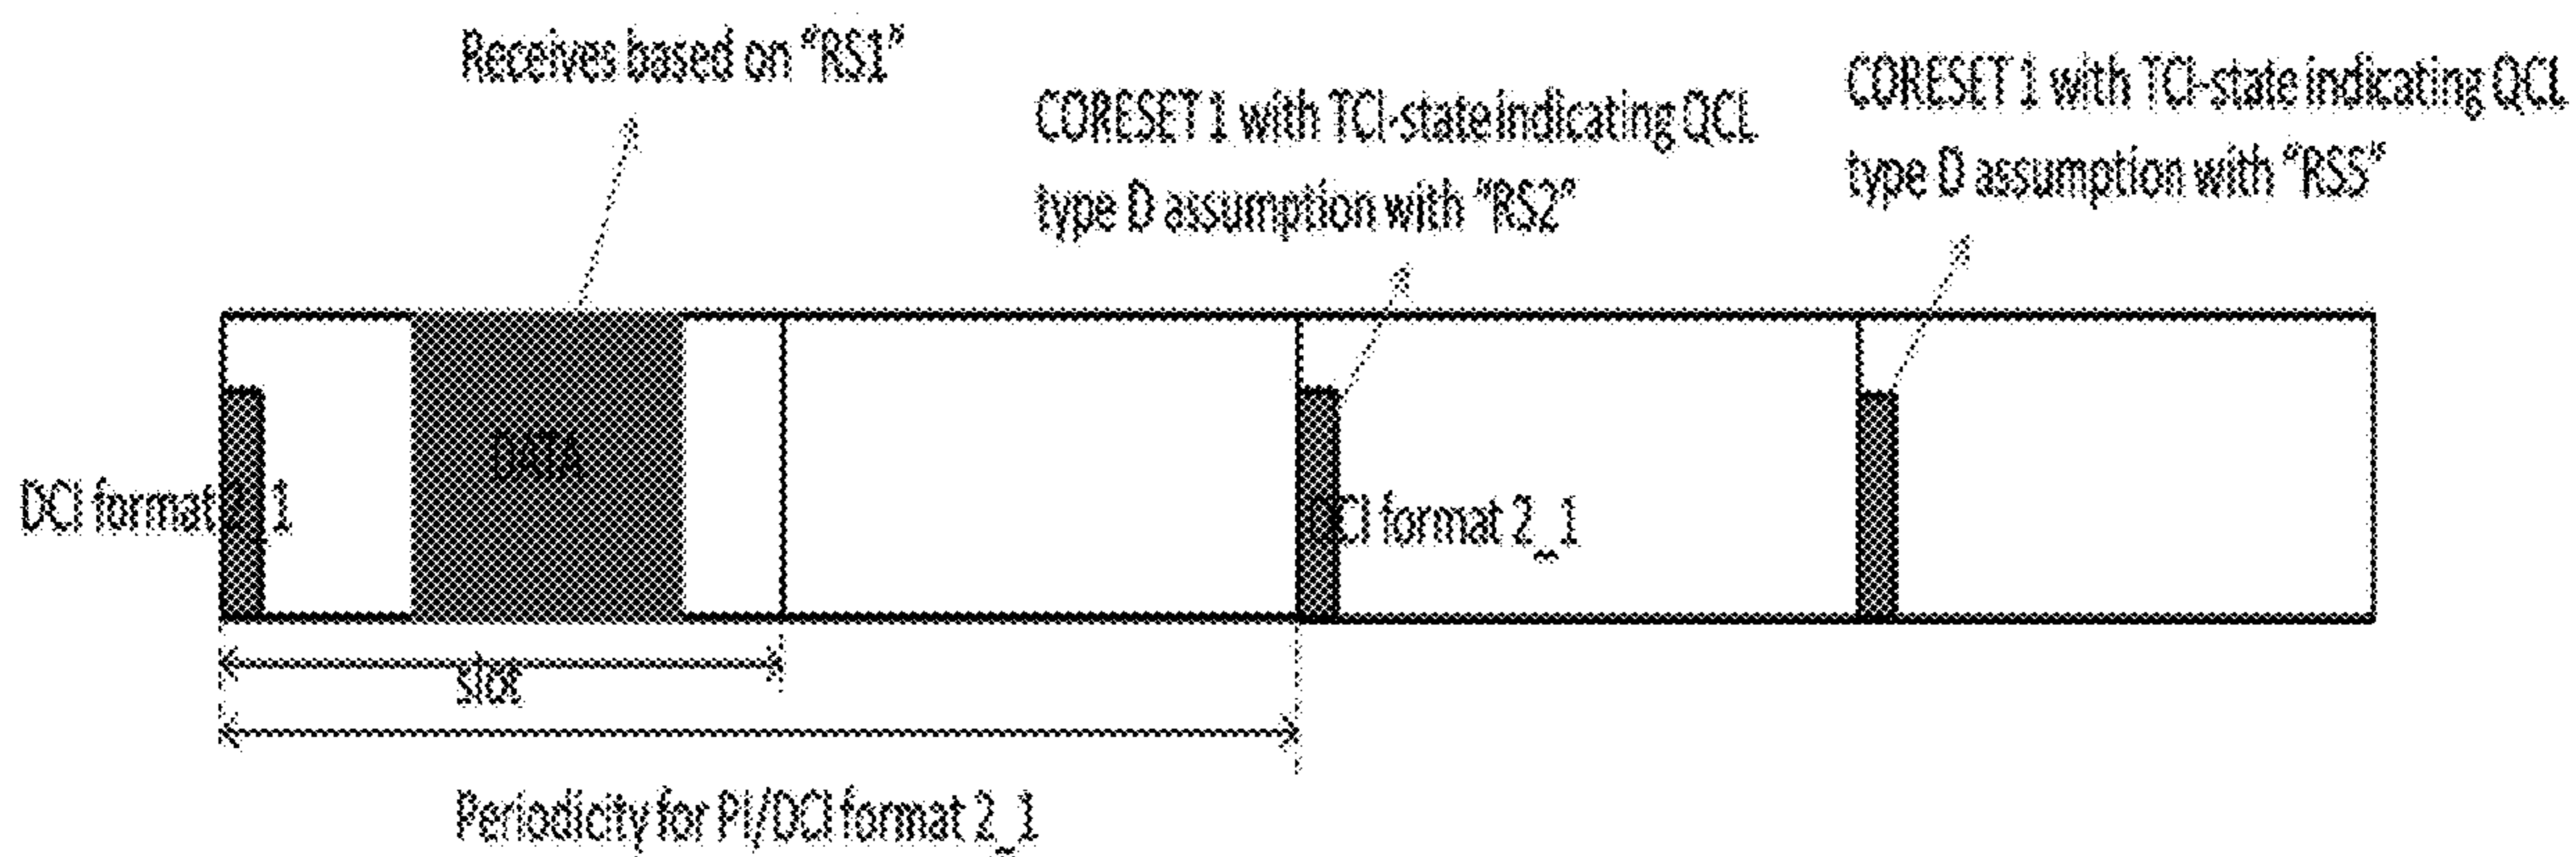 Receives based on “RS1”
CORESET 1 with TCI-state indicating QCL
type D assumption with “RS2”
CORESET 1 with TCI-state indicating QCL
type D assumption with “RS5”
DATA
DCI format 2_1
DCI format 2_1
slot
Periodicity for PI/DCI format 2_1